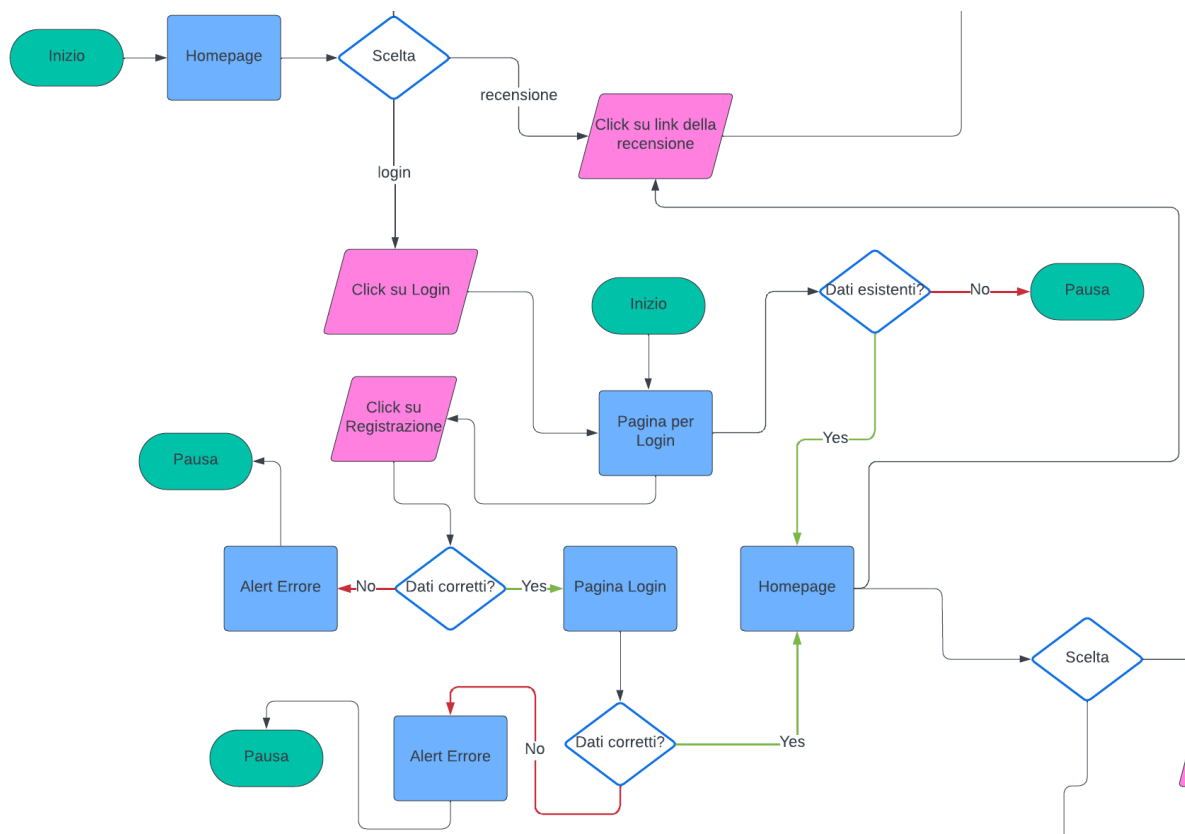 Inizio
Homepage
Scelta
recensione
Click su link della
recensione
login
Click su Login
Inizio
Dati esistenti?
No
Pausa
Click su
Registrazione
Pagina per
Login
Yes
Pausa
Alert Errore
No
Dati corretti?
Yes
Pagina Login
Homepage
Scelta
Pausa
Alert Errore
No
Dati corretti?
Yes